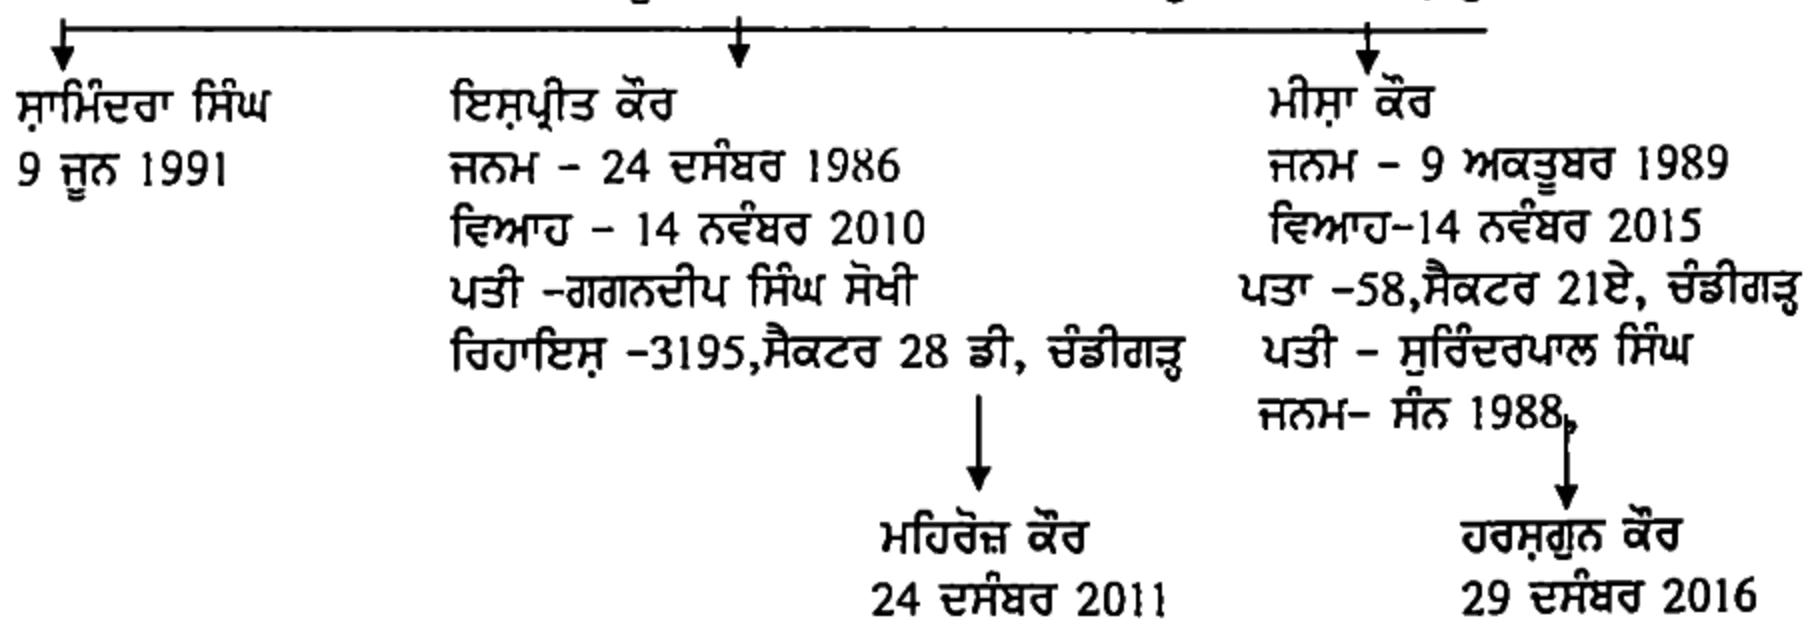 ਸ਼ਾਮਿੰਦਰਾ ਸਿੰਘ
9 ਜੂਨ 1991
ਇਸ਼ਪ੍ਰੀਤ ਕੌਰ
ਜਨਮ - 24 ਦਸੰਬਰ 1986
ਵਿਆਹ - 14 ਨਵੰਬਰ 2010
ਪਤੀ -ਗਗਨਦੀਪ ਸਿੰਘ ਸੋਖੀ
ਰਿਹਾਇਸ਼ -3195,ਸੈਕਟਰ 28 ਡੀ, ਚੰਡੀਗੜ੍ਹ
ਮਹਿਰੋਜ਼ ਕੌਰ
24 ਦਸੰਬਰ 2011
ਮੀਸ਼ਾ ਕੌਰ
ਜਨਮ - 9 ਅਕਤੂਬਰ 1989
ਵਿਆਹ-14 ਨਵੰਬਰ 2015
ਪਤਾ -58,ਸੈਕਟਰ 21ਏ, ਚੰਡੀਗੜ੍ਹ
ਪਤੀ - ਸੁਰਿੰਦਰਪਾਲ ਸਿੰਘ
ਜਨਮ- ਸੰਨ 1988,
ਹਰਸ਼ਗੁਨ ਕੌਰ
29 ਦਸੰਬਰ 2016